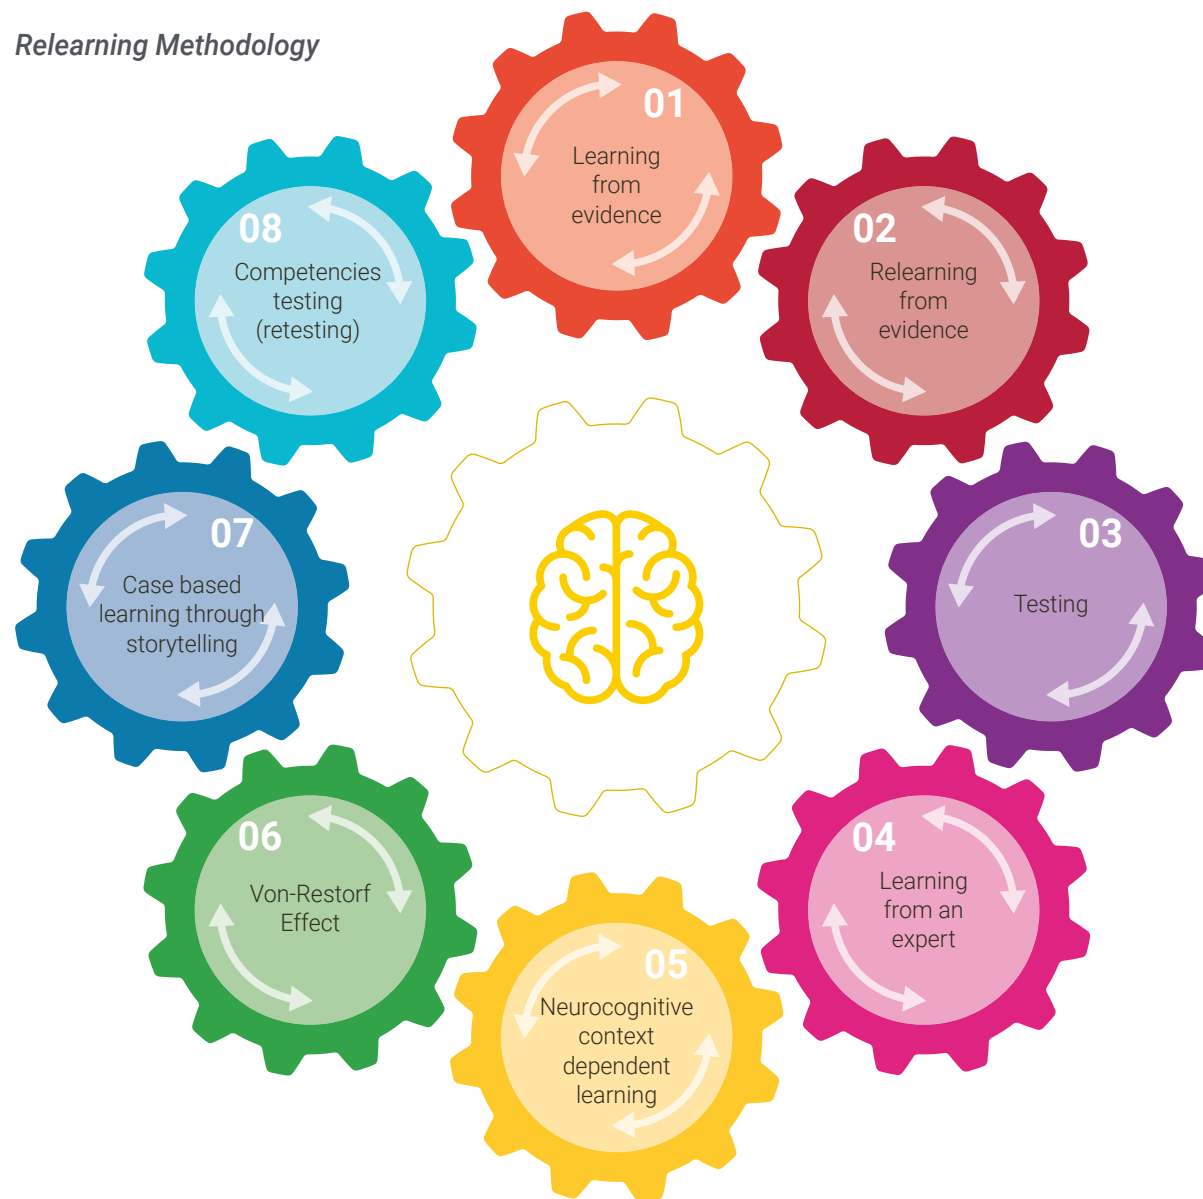 Relearning Methodology
01
Learning
from
evidence
02
Relearning
from
evidence
03
Testing
04
Learning
from an
expert
05
Neurocognitive
context
dependent
learning
06
Von-Restorf
Effect
07
Case based
learning through
storytelling
08
Competencies
testing
(retesting)